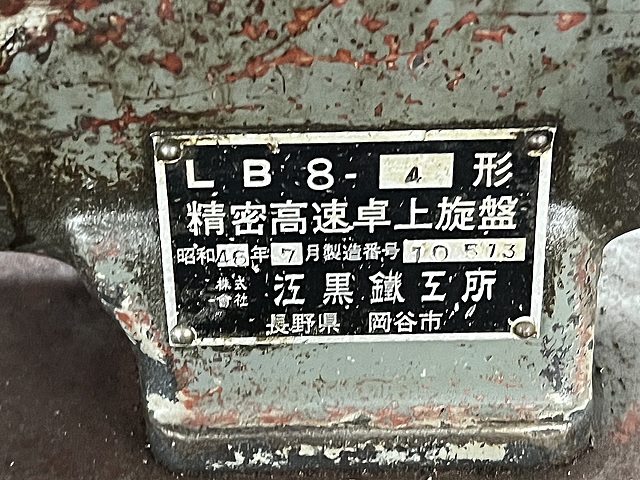 LB8-4形
精密高速卓上旋盤
昭和46年7月製造番号10513
株式會社 江黒鐵工所
長野県 岡谷市